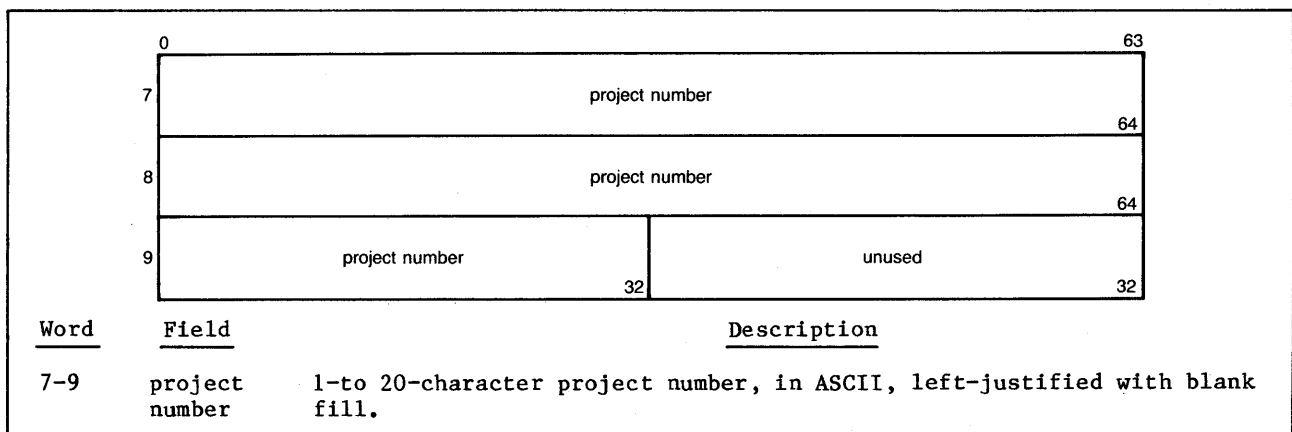 0 63
7 project number 64
8 project number 64
9 project number 32 unused 32
Word Field Description
7-9 project 1-to 20-character project number, in ASCII, left-justified with blank
number fill.